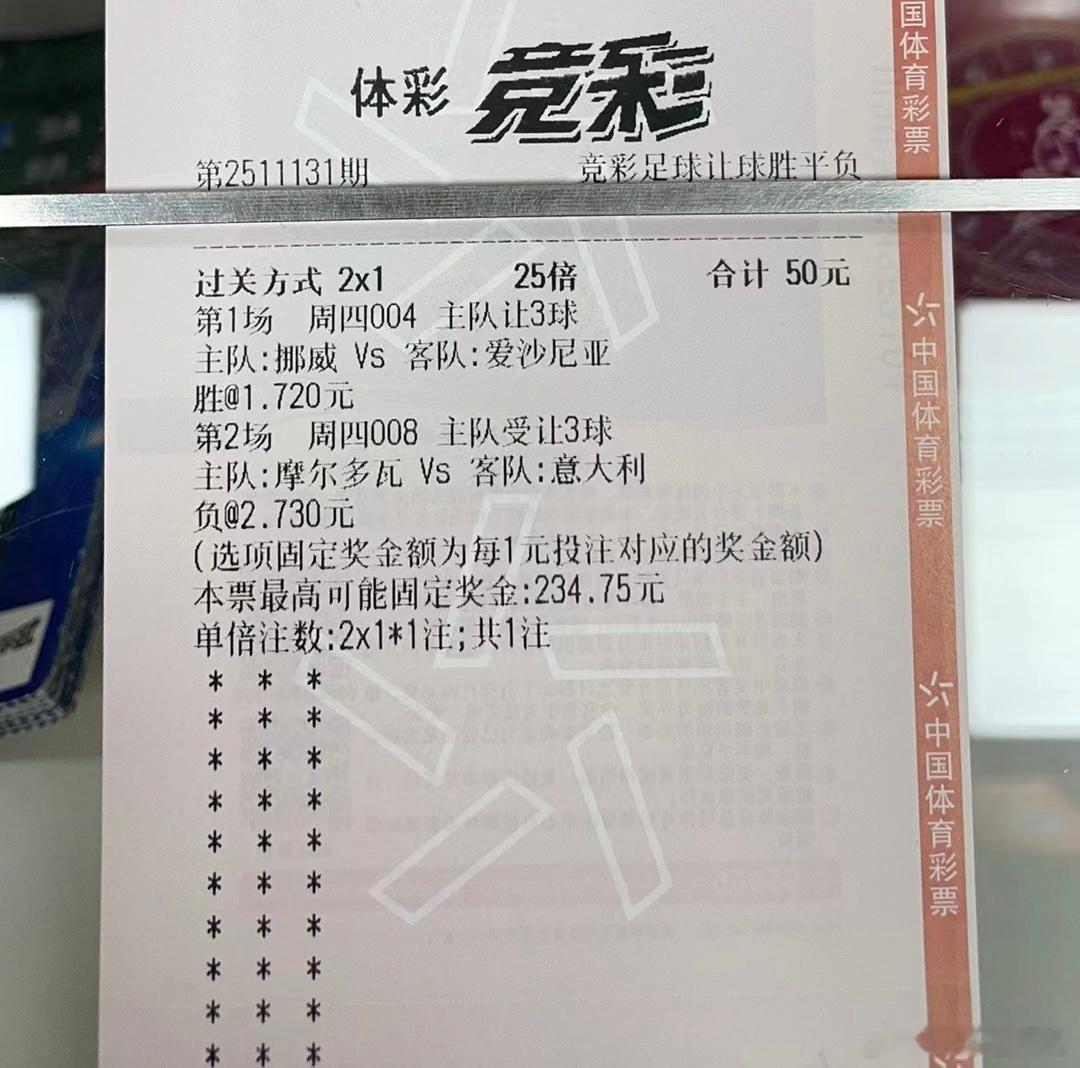 体彩 竞彩
第2511131期 竞彩足球让球胜平负
过关方式 2x1 25倍 合计 50元
第1场 周四004 主队让3球
主队:挪威 Vs 客队:爱沙尼亚
胜@1.720元
第2场 周四008 主队受让3球
主队:摩尔多瓦 Vs 客队:意大利
负@2.730元
(选项固定奖金额为每1元投注对应的奖金额)
本票最高可能固定奖金:234.75元
单倍注数:2x1*1注;共1注
* * *
* * *
* * *
* * *
* * *
* * *
* * *
* * *
* * *
* * *
国体育彩票
中国体育彩票
中国体育彩票